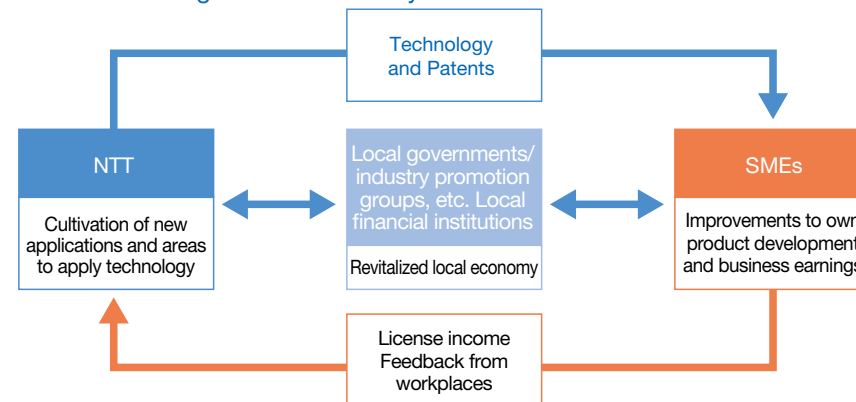 Technology
and Patents
NTT
Cultivation of new
applications and areas
to apply technology
Local governments/
industry promotion
groups, etc. Local
financial institutions
Revitalized local economy
SMEs
Improvements to own
product development
and business earnings
License income
Feedback from
workplaces